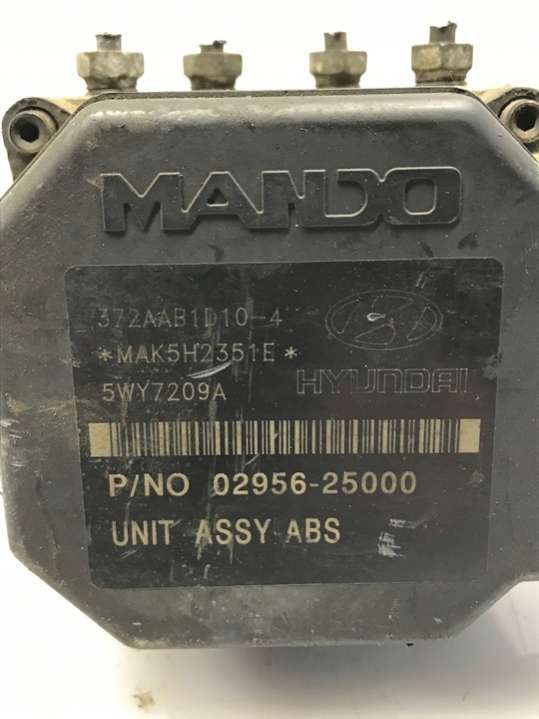 MANDO
372AAB1D10-4
*MAK5H2351E*
5WY7209A
HYUNDAI
P/NO 02956-25000
UNIT ASSY ABS